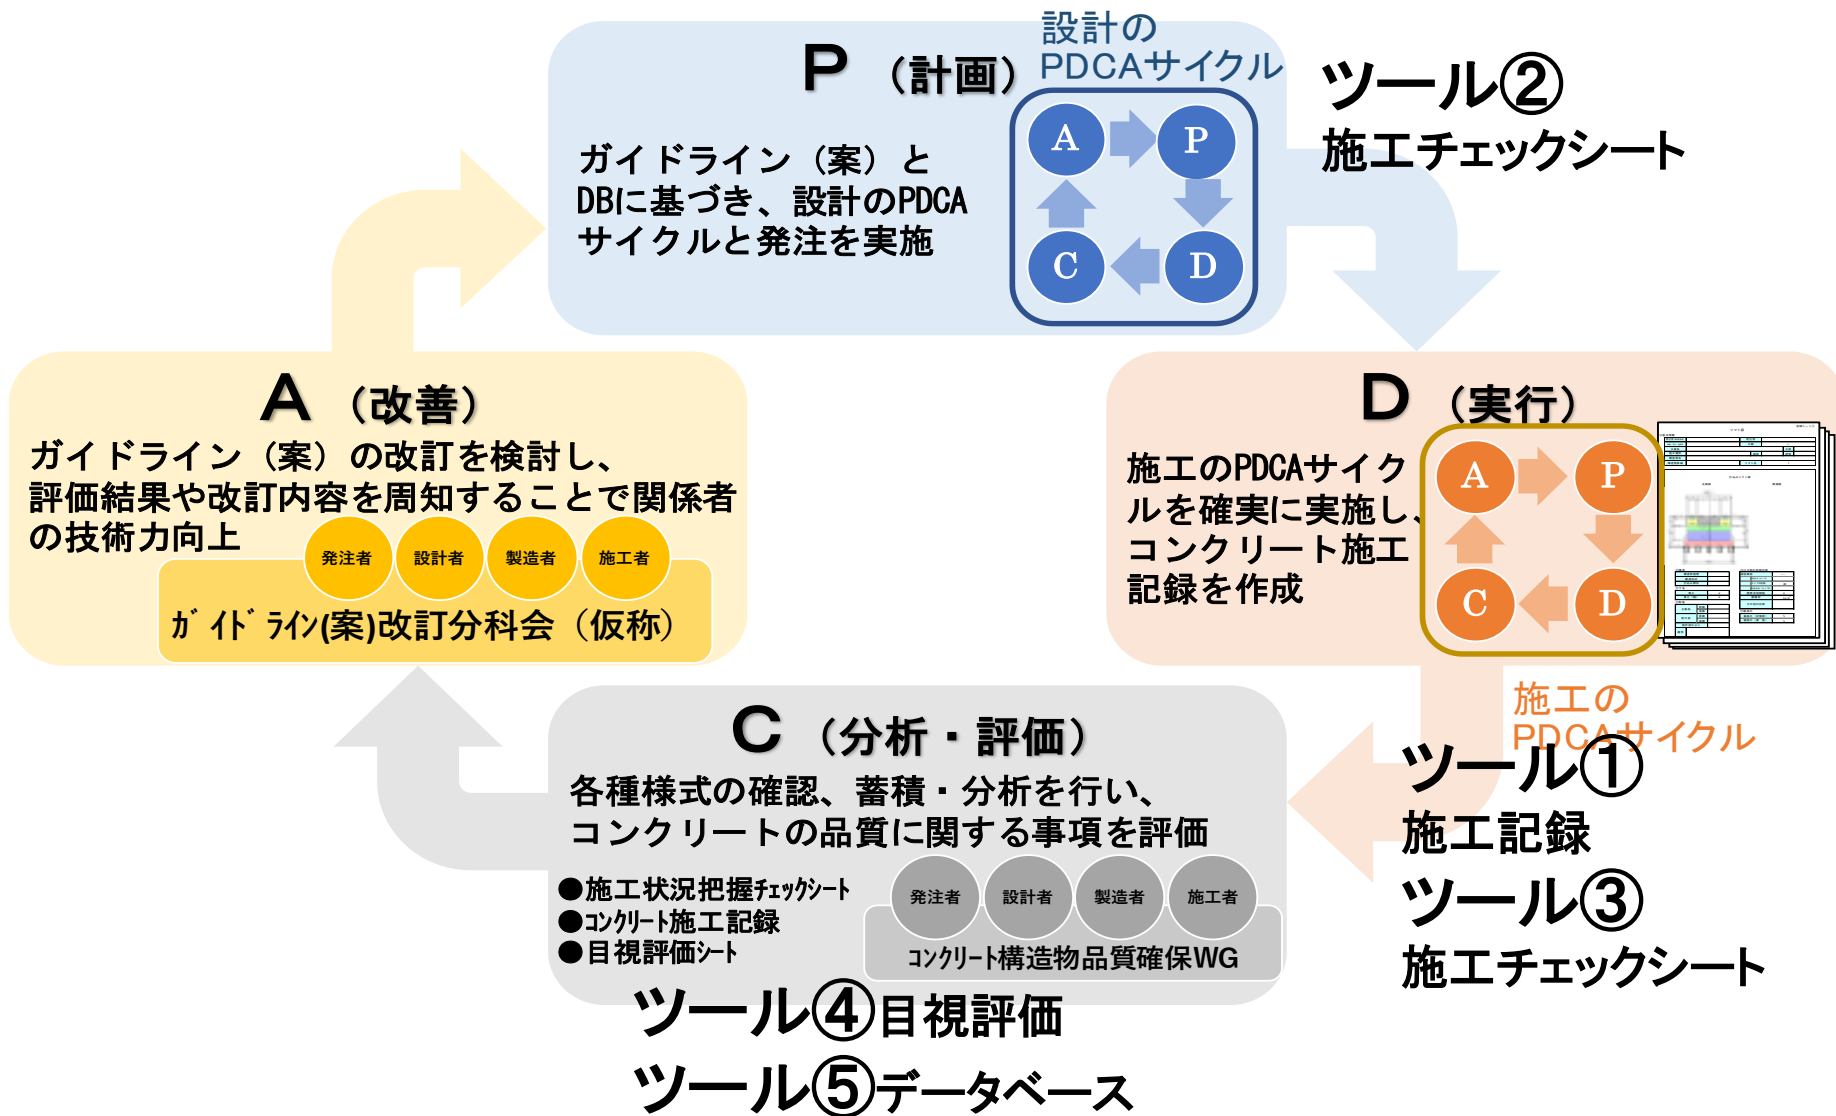 設計の
PDCAサイクル
P（計画）
ガイドライン（案）と
DBに基づき、設計のPDCA
サイクルと発注を実施
A
P
C
D
ツール②
施工チェックシート
A（改善）
ガイドライン（案）の改訂を検討し、
評価結果や改訂内容を周知することで関係者
の技術力向上
発注者
設計者
製造者
施工者
ｶﾞｲﾄﾞﾗｲﾝ(案)改訂分科会（仮称）
D（実行）
施工のPDCAサイク
ルを確実に実施し、
コンクリート施工
記録を作成
A
P
C
D
施工の
PDCAサイクル
ツール①
施工記録
ツール③
施工チェックシート
C（分析・評価）
各種様式の確認、蓄積・分析を行い、
コンクリートの品質に関する事項を評価
●施工状況把握ﾁｪｯｸｼｰﾄ
●ｺﾝｸﾘｰﾄ施工記録
●目視評価ｼｰﾄ
発注者
設計者
製造者
施工者
ｺﾝｸﾘｰﾄ構造物品質確保WG
ツール④目視評価
ツール⑤データベース